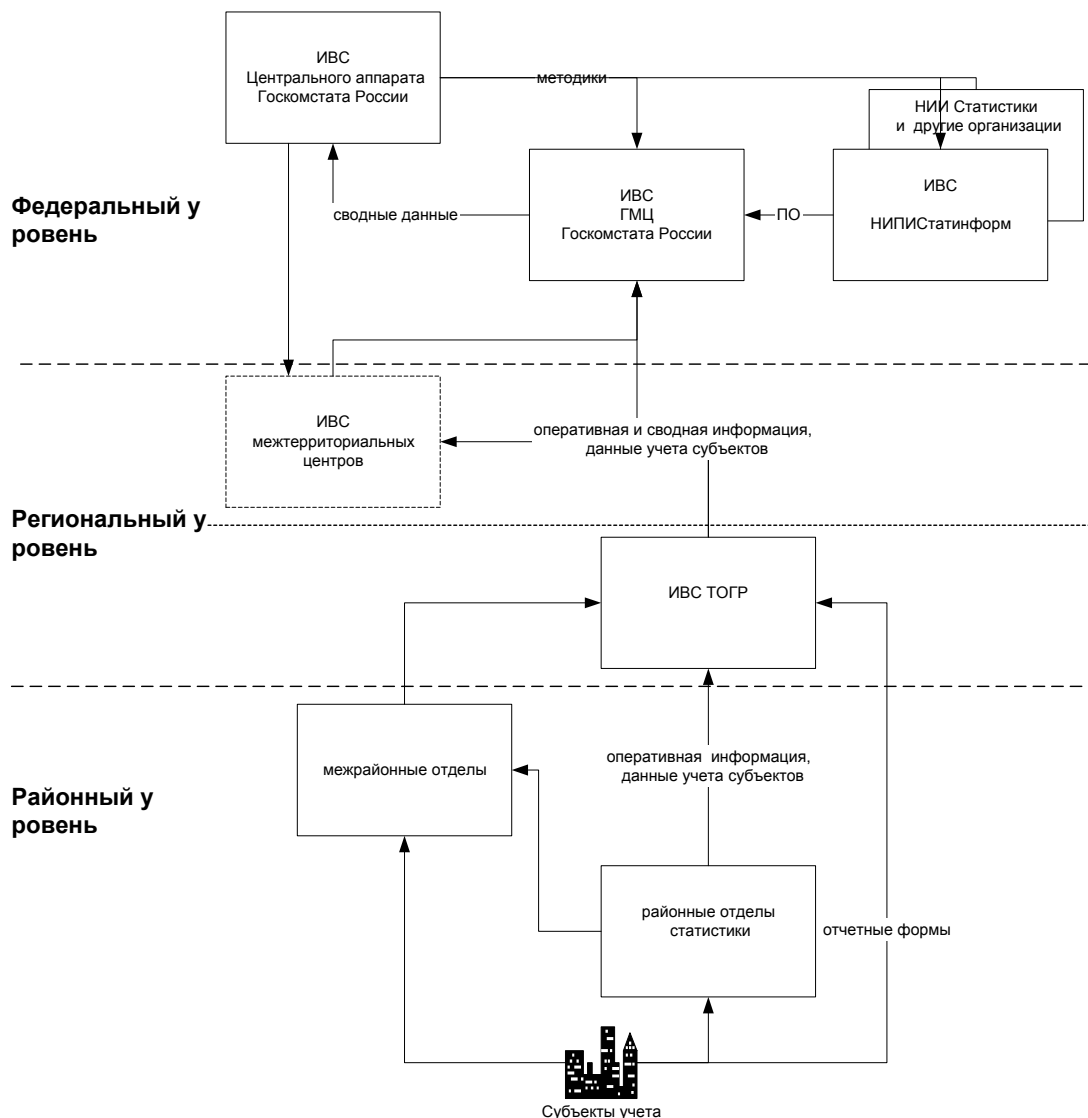 ИВС
Центрального аппарата
Госкомстата России
методики
НИИ Статистики
и другие организации
ИВС
ГМЦ
Госкомстата России
ИВС
НИПИСтатинформ
Федеральный у
ровень
сводные данные
ПО
ИВС
межтерриториальных
центров
оперативная и сводная информация,
данные учета субъектов
Региональный у
ровень
ИВС ТОГР
межрайонные отделы
оперативная информация,
данные учета субъектов
Районный у
ровень
районные отделы
статистики
отчетные формы
Субъекты учета